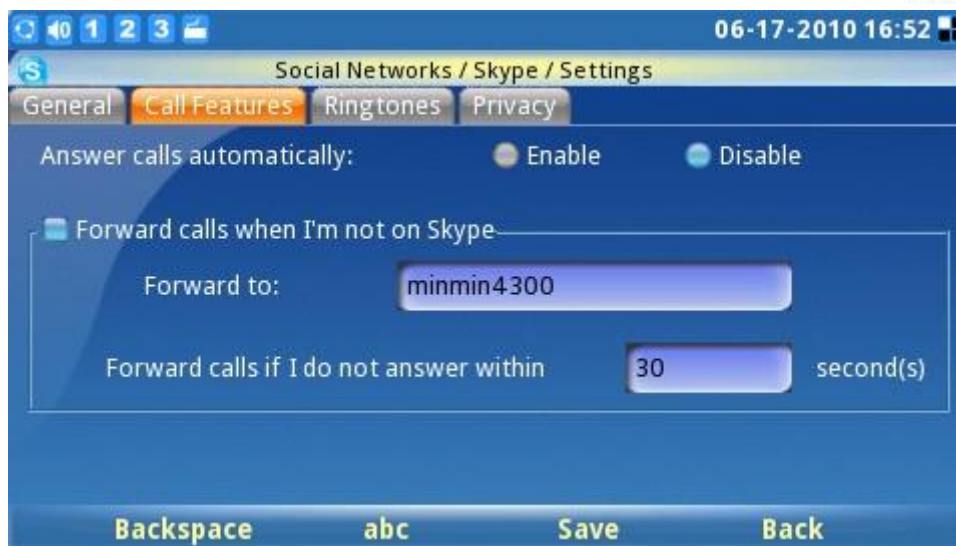 1 2 3 06-17-2010 16:52
S Social Networks / Skype / Settings
General Call Features Ringtones Privacy
Answer calls automatically: Enable Disable
Forward calls when I'm not on Skype
Forward to: minmin4300
Forward calls if I do not answer within 30 second(s)
Backspace abc Save Back